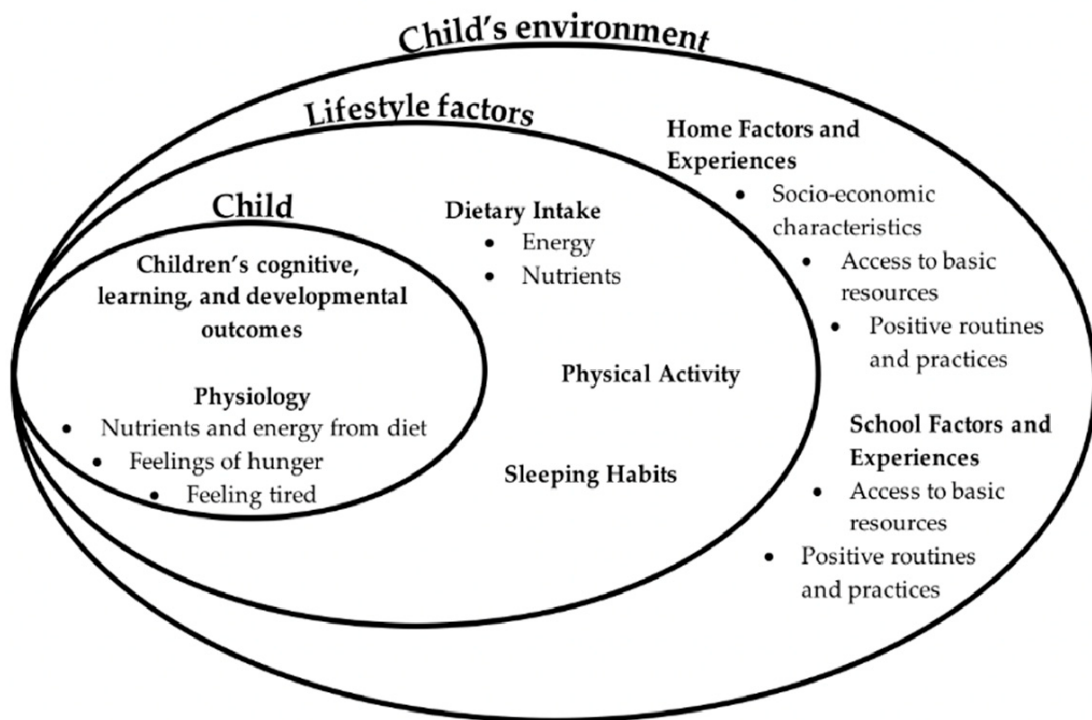 Child's environment
Lifestyle factors
Child
Children's cognitive,
learning, and developmental
outcomes
Physiology
• Nutrients and energy from diet
• Feelings of hunger
• Feeling tired
Dietary Intake
• Energy
• Nutrients
Physical Activity
Sleeping Habits
Home Factors and
Experiences
• Socio-economic
characteristics
• Access to basic
resources
• Positive routines
and practices
School Factors and
Experiences
• Access to basic
resources
• Positive routines
and practices